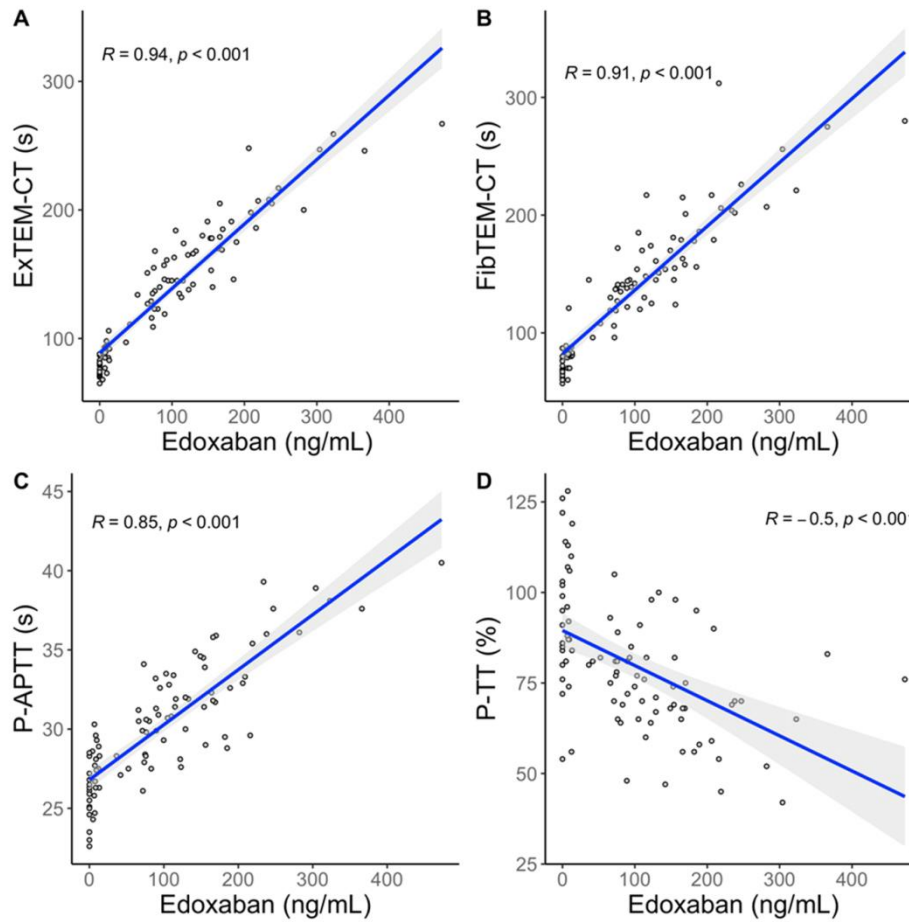 A
R = 0.94, p < 0.001
ExTEM-CT (s)
300
200
100
0 100 200 300 400
Edoxaban (ng/mL)
B
R = 0.91, p < 0.001
FibTEM-CT (s)
300
200
100
0 100 200 300 400
Edoxaban (ng/mL)
C
R = 0.85, p < 0.001
P-APTT (s)
45
40
35
30
25
0 100 200 300 400
Edoxaban (ng/mL)
D
R = −0.5, p < 0.001
P-TT (%)
125
100
75
50
25
0 100 200 300 400
Edoxaban (ng/mL)